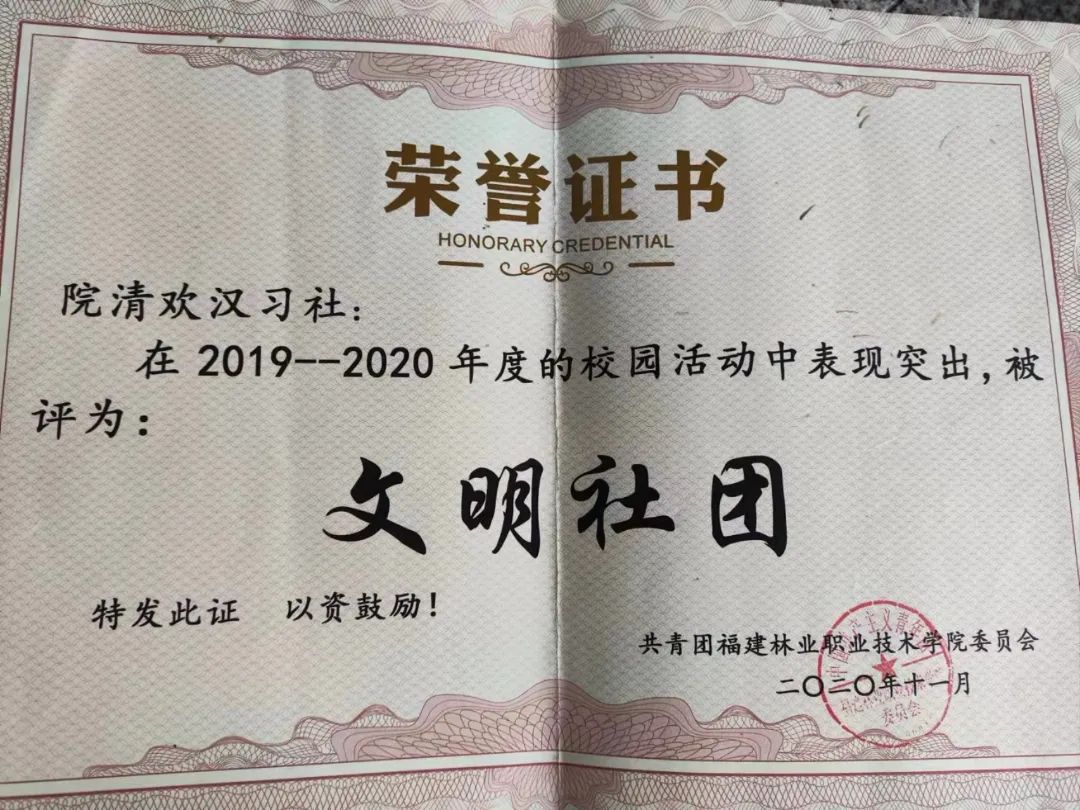 荣誉证书
HONORARY CREDENTIAL
院清欢汉习社:
在 2019--2020 年度的校园活动中表现突出,被
评为:
文明社团
特发此证 以资鼓励!
共青团福建林业职业技术学院委员会
二〇二〇年十一月
委员会